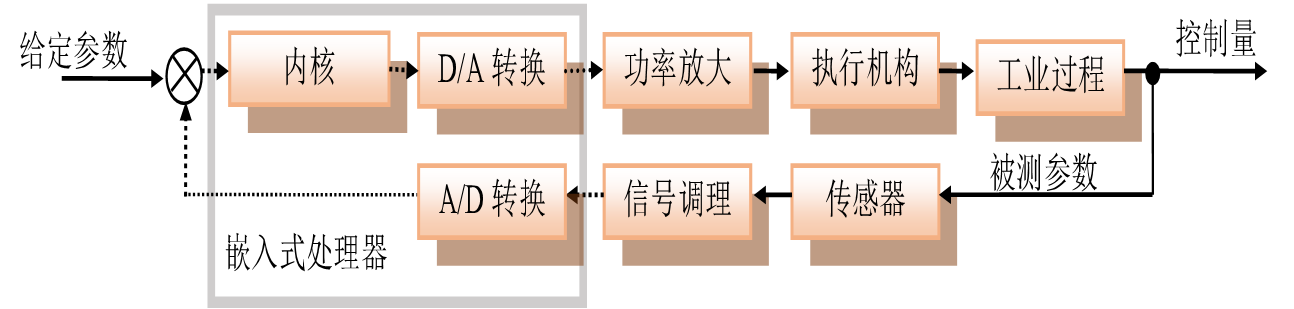 给定参数
内核
D/A 转换
功率放大
执行机构
工业过程
控制量
被测参数
A/D 转换
信号调理
传感器
嵌入式处理器